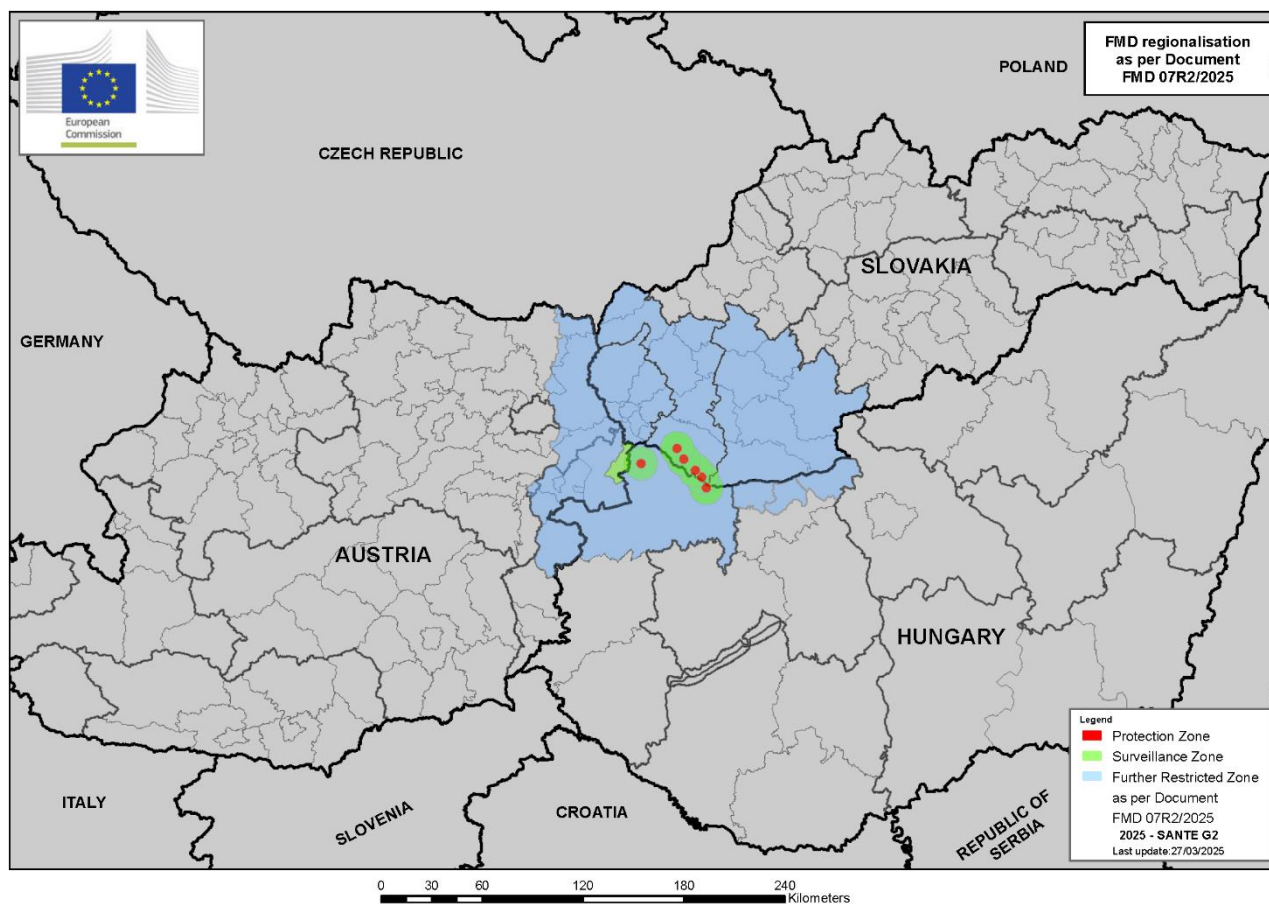 FMD regionalisation
as per Document
FMD 07R2/2025
European
Commission
POLAND
CZECH REPUBLIC
SLOVAKIA
GERMANY
AUSTRIA
HUNGARY
ITALY
SLOVENIA
CROATIA
REPUBLIC OF
SERBIA
Legend
Protection Zone
Surveillance Zone
Further Restricted Zone
as per Document
FMD 07R2/2025
2025 - SANTE G2
Last update:27/03/2025
0 30 60 120 180 240
Kilometers